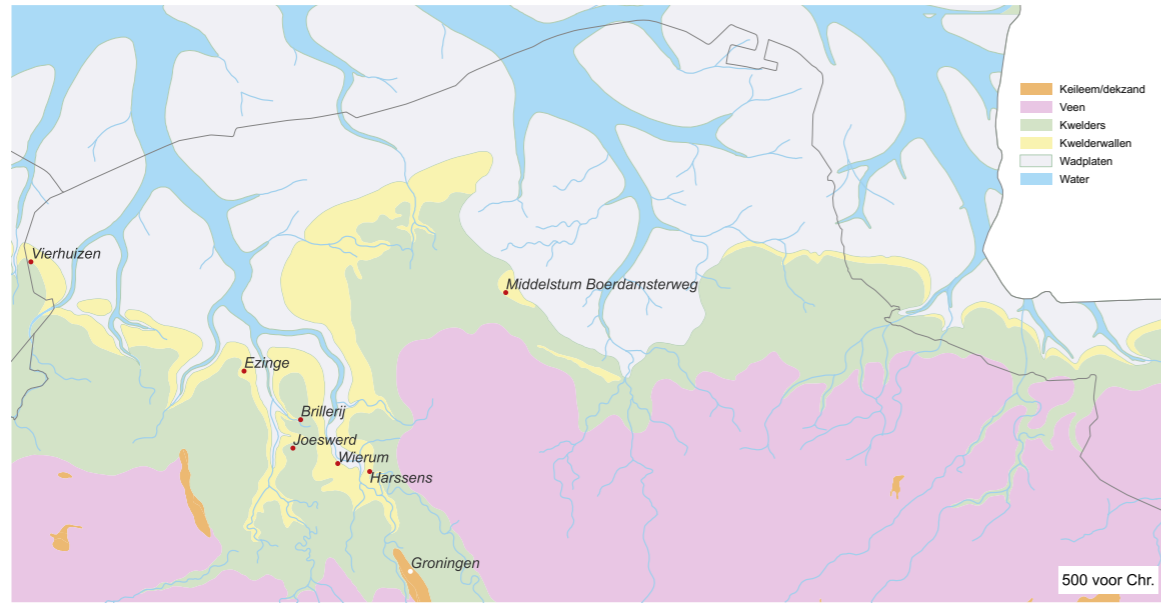 Keileem/dekzand
Veen
Kwelders
Kwelderwallen
Wadplaten
Water
Vierhuizen
Middelstum Boerdamsterweg
Ezinge
Brillerij
Joeswerd
Wierum
Harssens
Groningen
500 voor Chr.